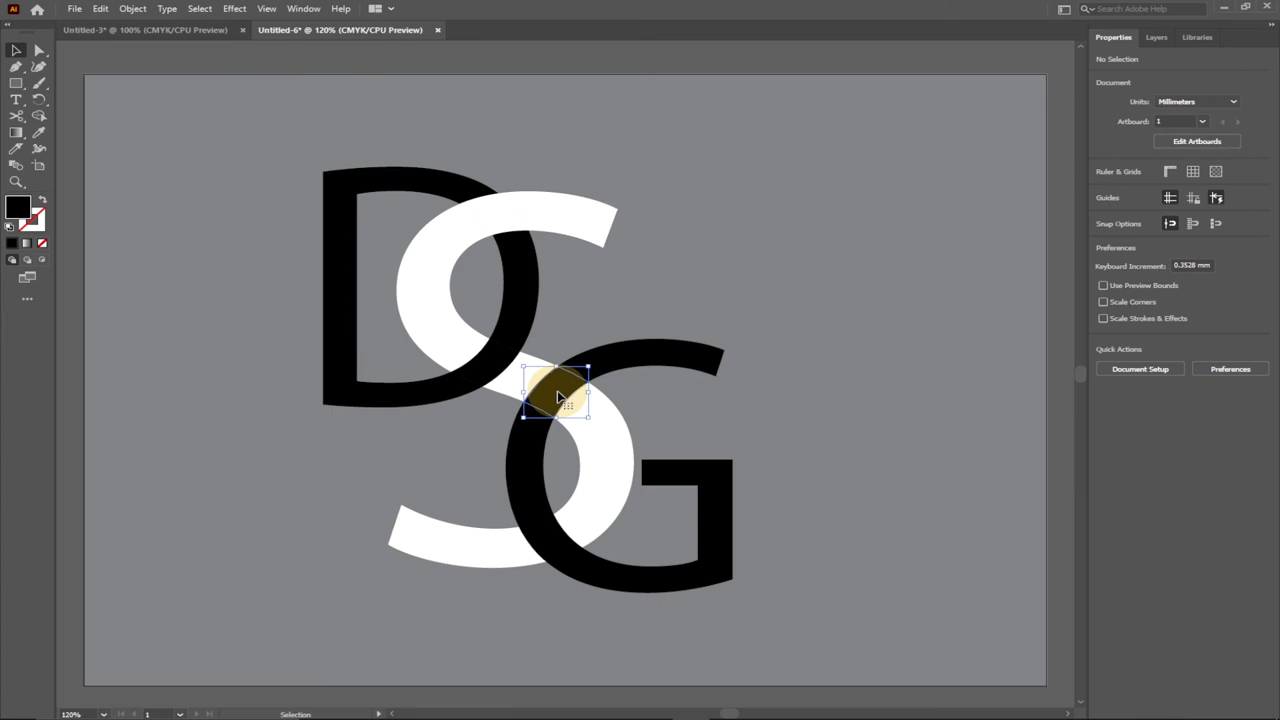 Ai File Edit Object Type Select Effect View Window Help Search Adobe Help
Untitled-3* @ 100% (CMYK/CPU Preview) × Untitled-6* @ 120% (CMYK/CPU Preview) ×
Properties Layers Libraries
No Selection
Document
Units: Millimeters
Artboard: 1
Edit Artboards
Ruler & Grids
Guides
Snap Options
Preferences
Keyboard Increment: 0.3528 mm
Use Preview Bounds
Scale Corners
Scale Strokes & Effects
Quick Actions
Document Setup Preferences
D
S
G
120% 1 Selection